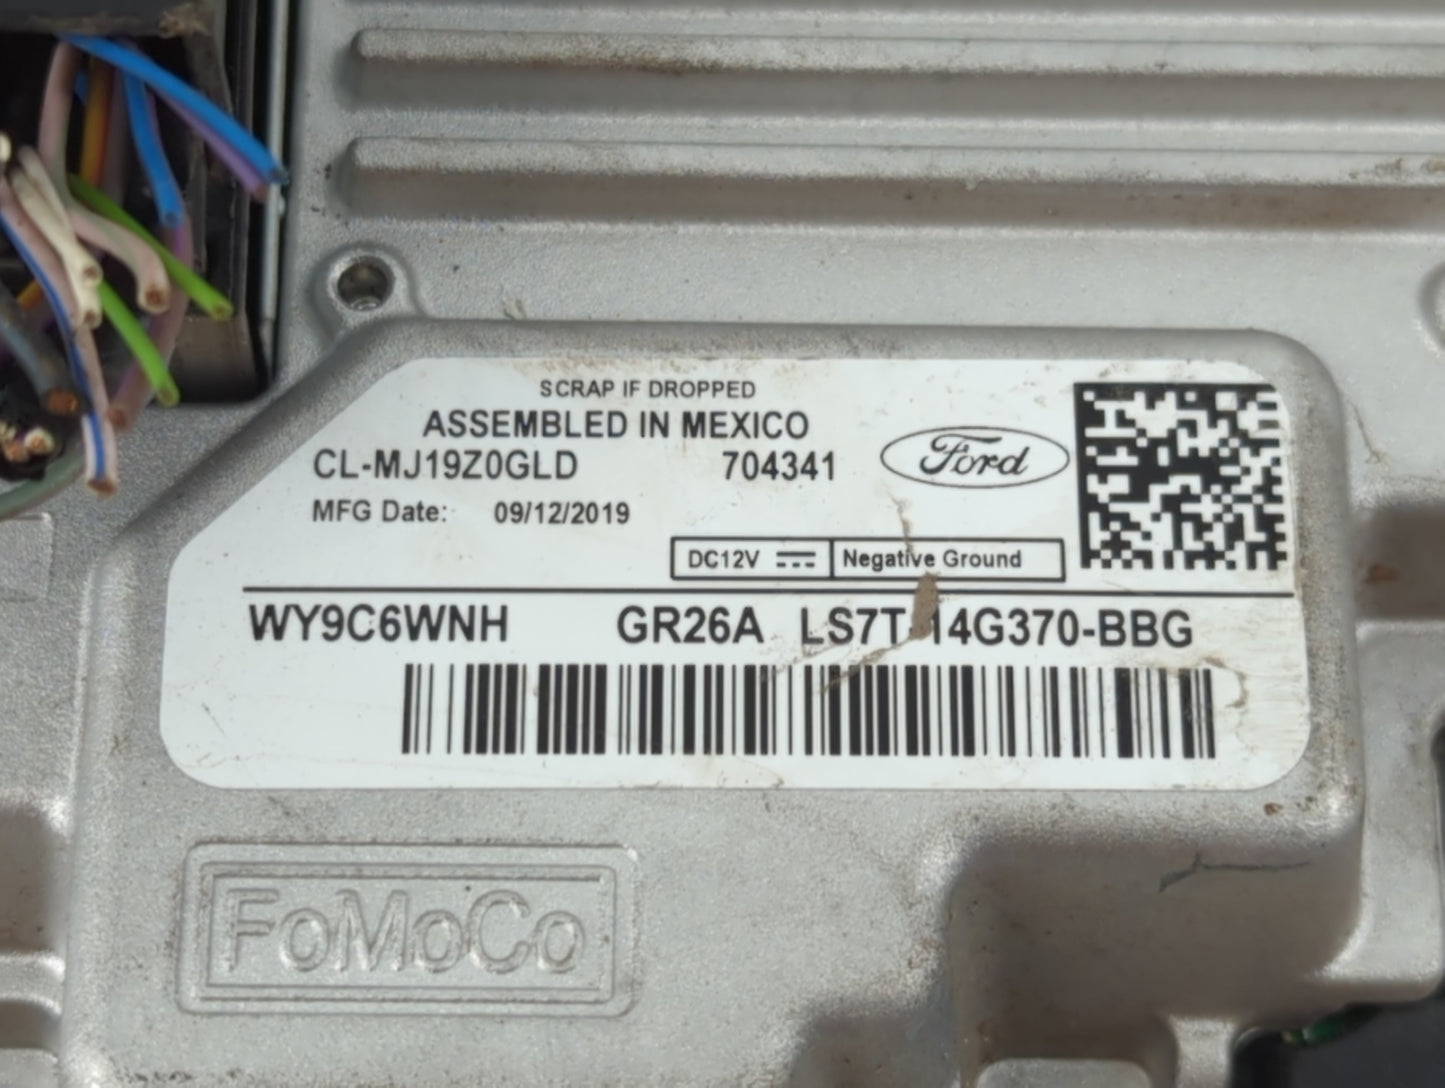 SCRAP IF DROPPED
ASSEMBLED IN MEXICO
CL-MJ19Z0GLD 704341
Ford
MFG Date: 09/12/2019
DC12V Negative Ground
WY9C6WNH GR26A LS7T-14G370-BBG
FoMoCo